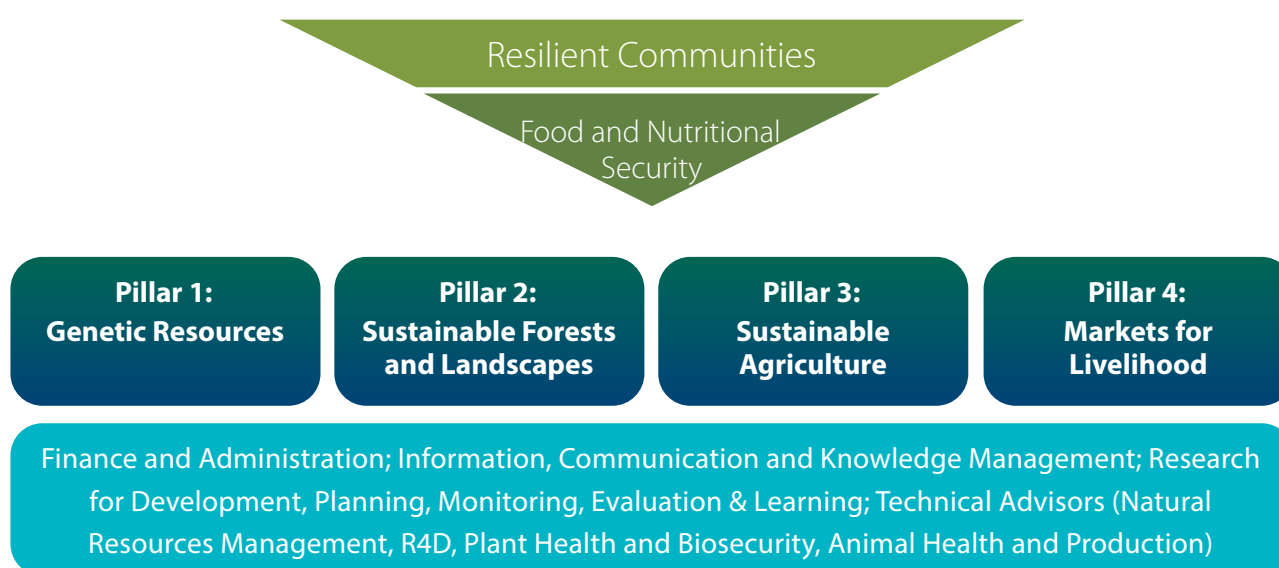 Resilient Communities
Food and Nutritional
Security
Pillar 1:
Genetic Resources
Pillar 2:
Sustainable Forests
and Landscapes
Pillar 3:
Sustainable
Agriculture
Pillar 4:
Markets for
Livelihood
Finance and Administration; Information, Communication and Knowledge Management; Research
for Development, Planning, Monitoring, Evaluation & Learning; Technical Advisors (Natural
Resources Management, R4D, Plant Health and Biosecurity, Animal Health and Production)